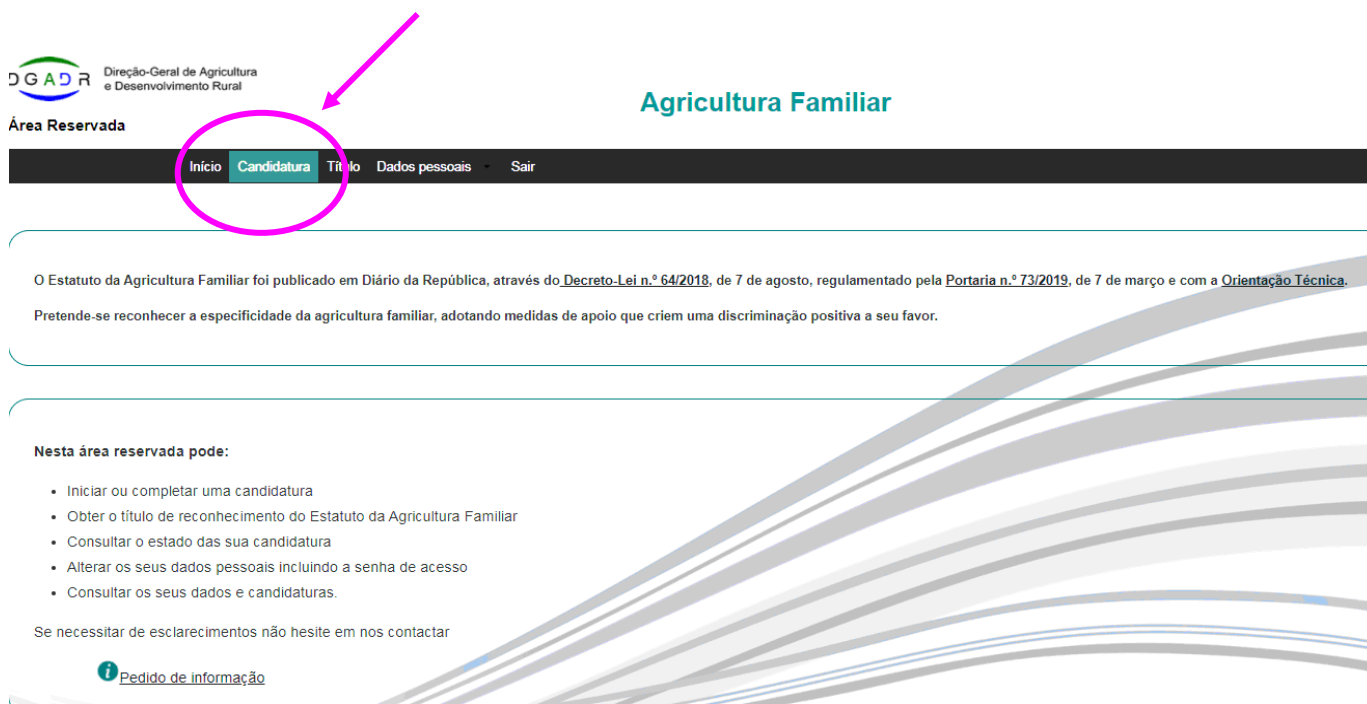 DGADR
Direção-Geral de Agricultura
e Desenvolvimento Rural
Agricultura Familiar
Área Reservada
Início Candidatura Título Dados pessoais Sair
O Estatuto da Agricultura Familiar foi publicado em Diário da República, através do Decreto-Lei n.º 64/2018, de 7 de agosto, regulamentado pela Portaria n.º 73/2019, de 7 de março e com a Orientação Técnica.
Pretende-se reconhecer a especificidade da agricultura familiar, adotando medidas de apoio que criem uma discriminação positiva a seu favor.
Nesta área reservada pode:
• Iniciar ou completar uma candidatura
• Obter o título de reconhecimento do Estatuto da Agricultura Familiar
• Consultar o estado das sua candidatura
• Alterar os seus dados pessoais incluindo a senha de acesso
• Consultar os seus dados e candidaturas.
Se necessitar de esclarecimentos não hesite em nos contactar
i Pedido de informação